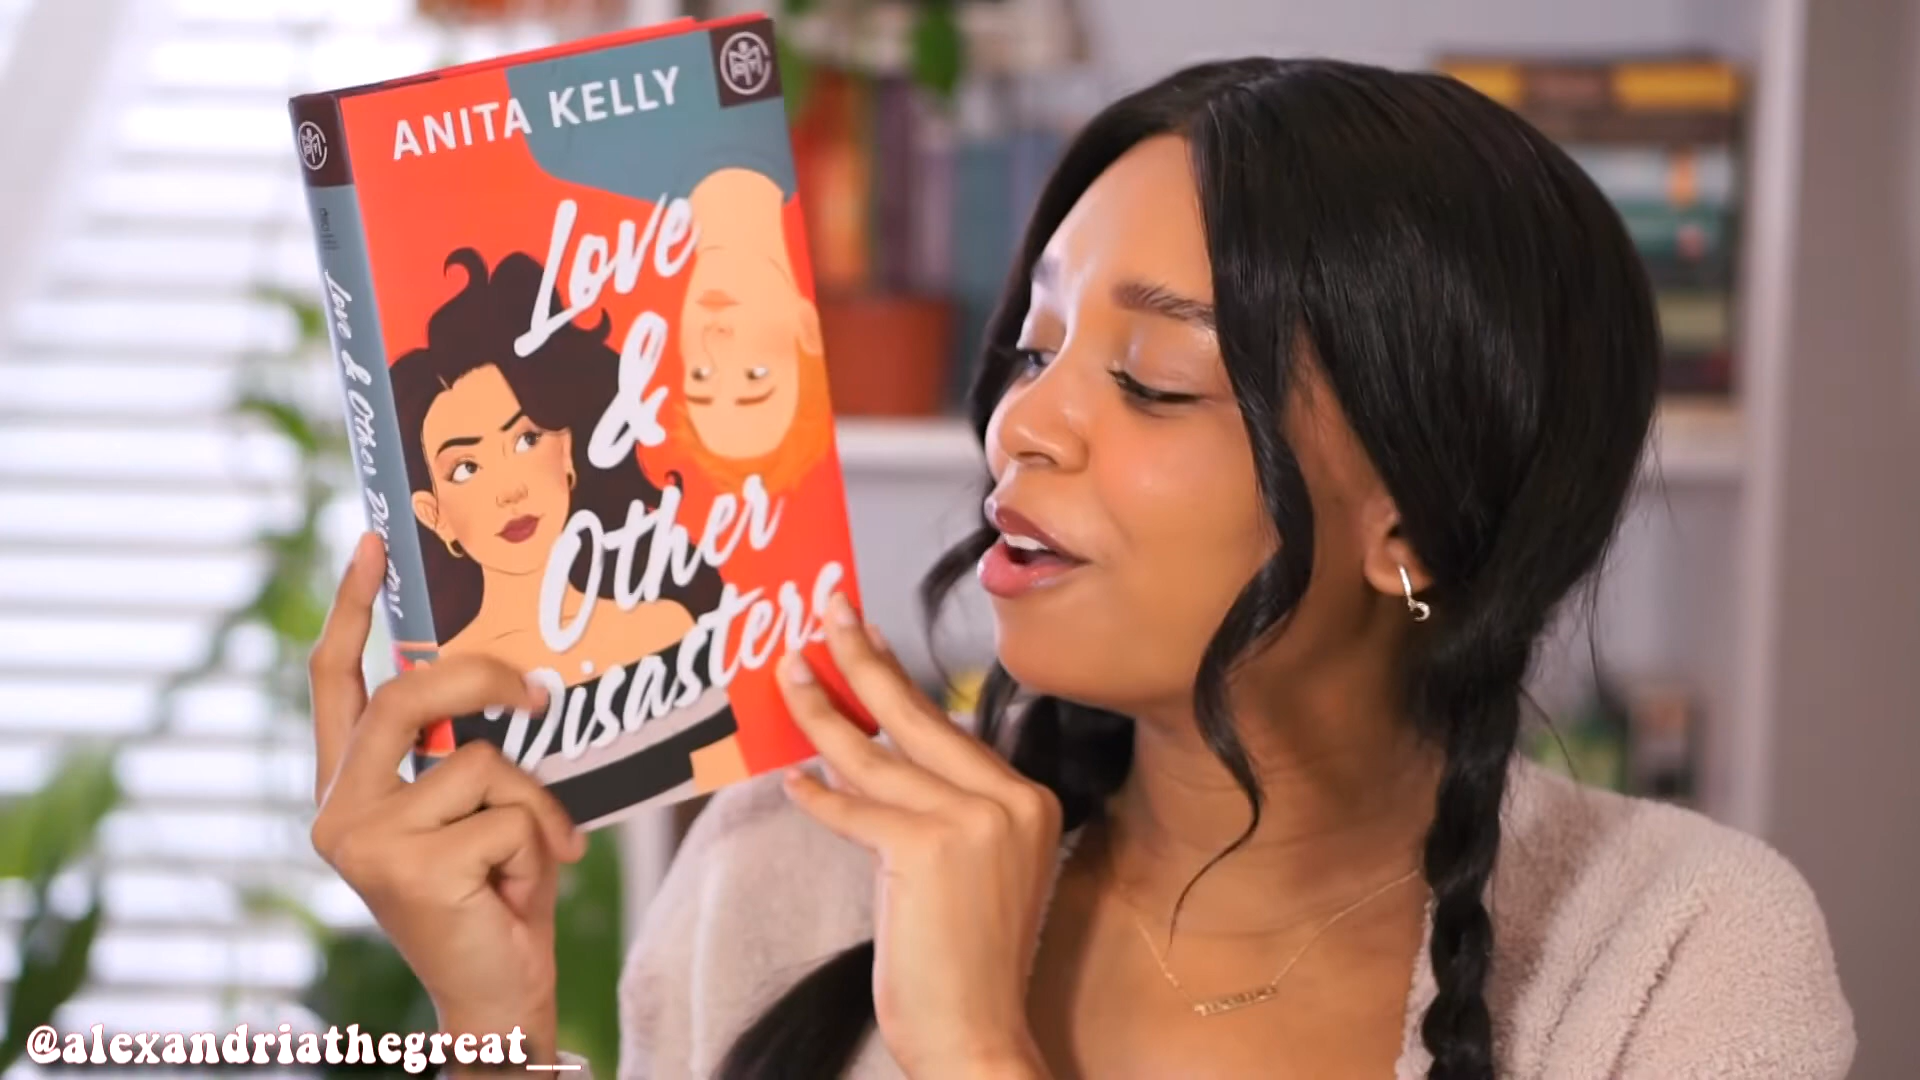 ANITA KELLY
Love
&
Other
Disasters
Love & Other Disasters
@alexandriathegreat__